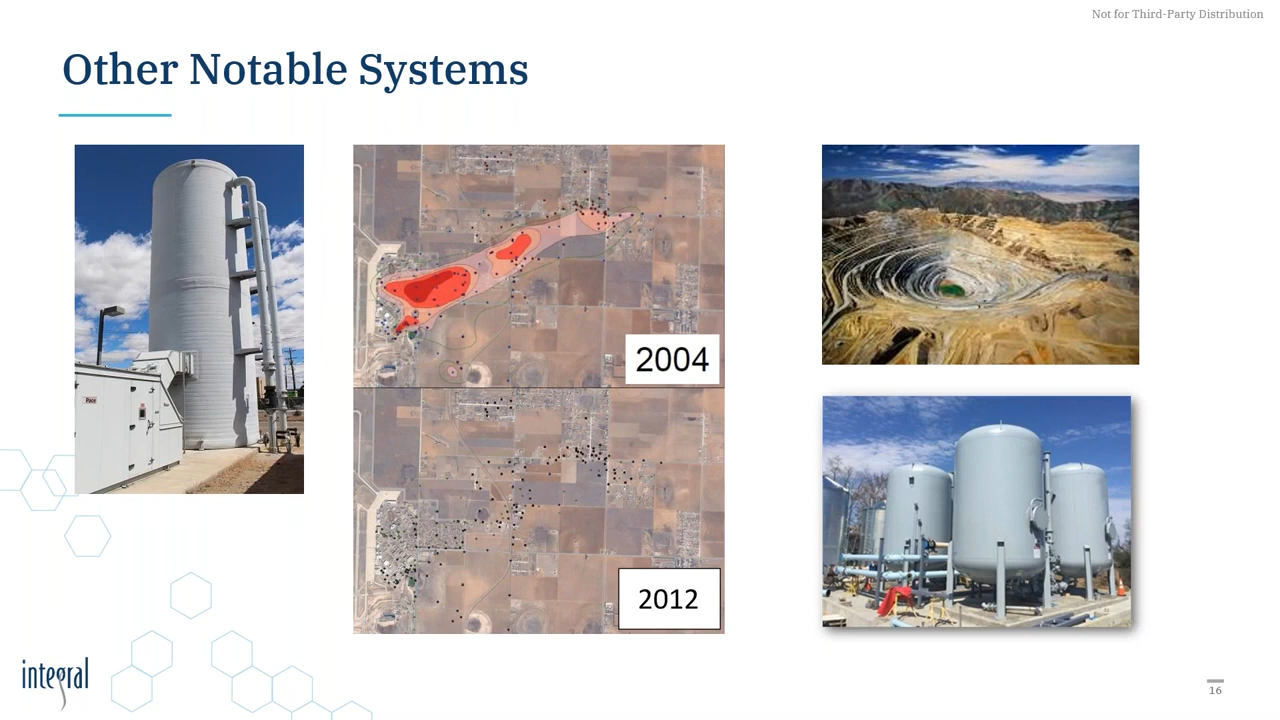 Not for Third-Party Distribution
Other Notable Systems
2004
2012
integral
16